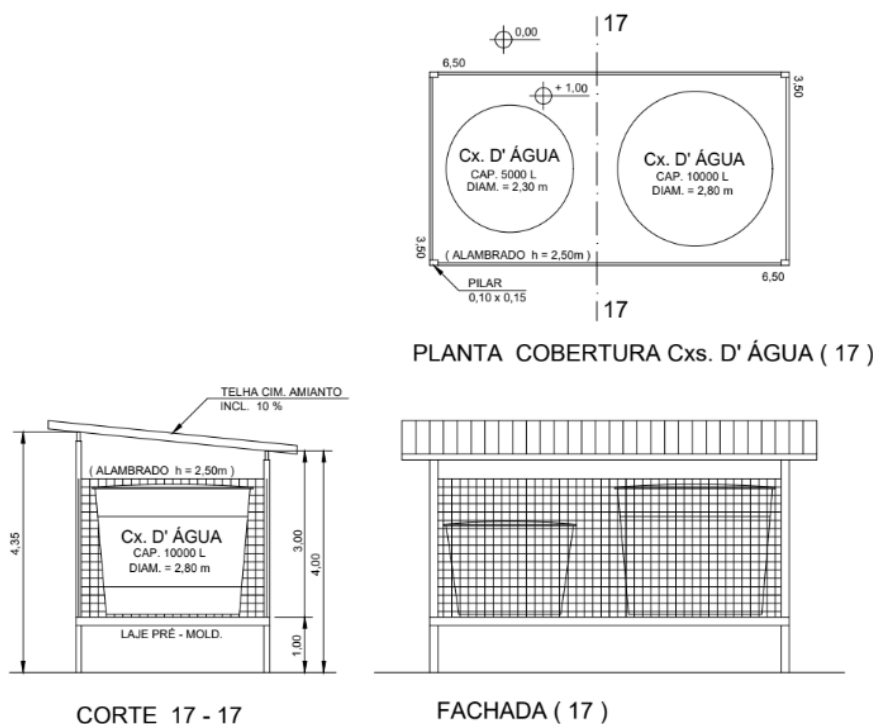 17
0,00
6,50
3,50
+ 1,00
Cx. D' ÁGUA
CAP. 5000 L
DIAM. = 2,30 m
Cx. D' ÁGUA
CAP. 10000 L
DIAM. = 2,80 m
3,50
( ALAMBRADO h = 2,50m )
6,50
PILAR
0,10 x 0,15
17
PLANTA COBERTURA Cxs. D' ÁGUA ( 17 )
TELHA CIM. AMIANTO
INCL. 10 %
( ALAMBRADO h = 2,50m )
Cx. D' ÁGUA
CAP. 10000 L
DIAM. = 2,80 m
4,35
3,00
4,00
LAJE PRÉ - MOLD.
1,00
CORTE 17 - 17
FACHADA ( 17 )